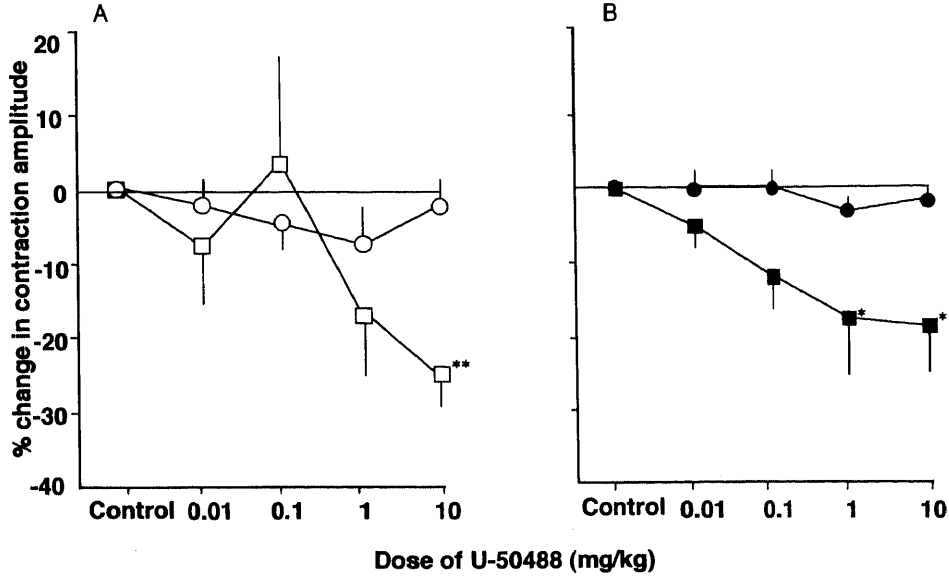 A
B
% change in contraction amplitude
20
10
0
-10
-20
-30
-40
**
*
*
Control 0.01 0.1 1 10
Control 0.01 0.1 1 10
Dose of U-50488 (mg/kg)